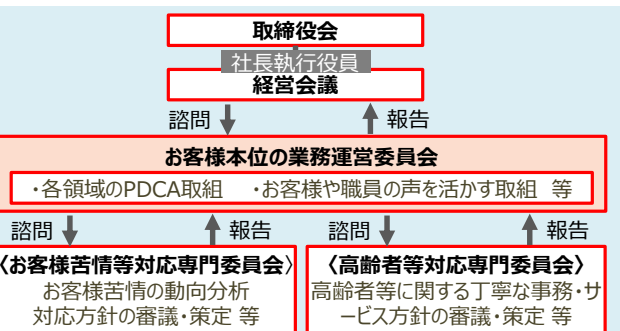 取締役会
社長執行役員
経営会議
諮問 報告
お客様本位の業務運営委員会
・各領域のPDCA取組 ・お客様や職員の声を活かす取組 等
諮問 報告 諮問 報告
〈お客様苦情等対応専門委員会〉
お客様苦情の動向分析
対応方針の審議・策定 等
〈高齢者等対応専門委員会〉
高齢者等に関する丁寧な事務・サ
ービス方針の審議・策定 等